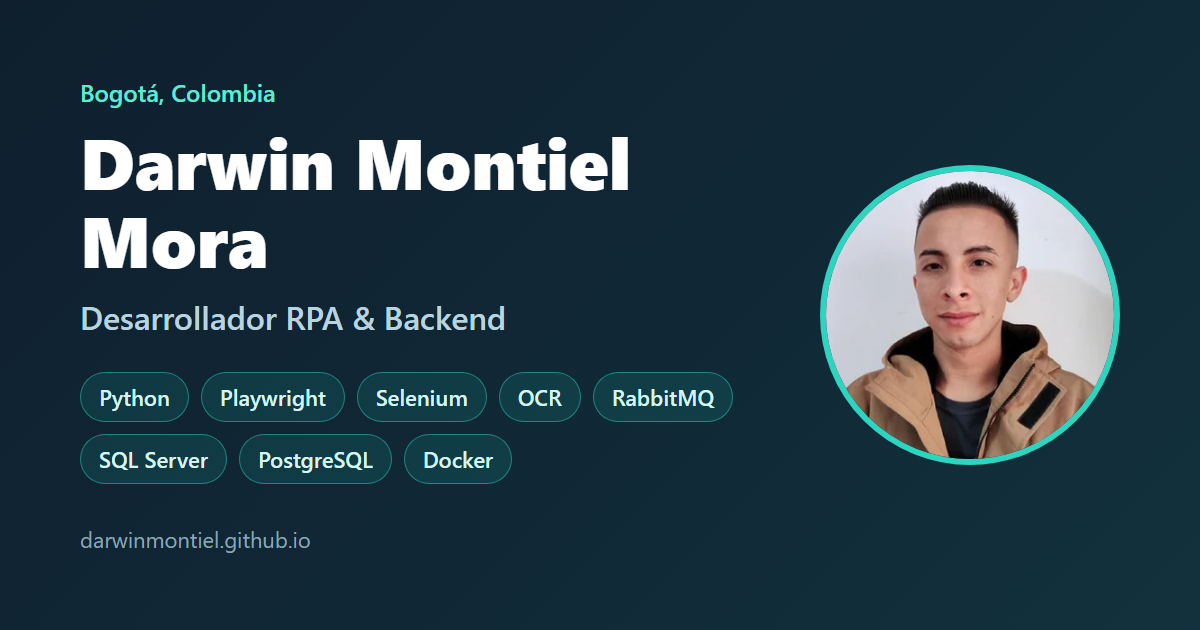 Bogotá, Colombia
Darwin Montiel
Mora
Desarrollador RPA & Backend
Python Playwright Selenium OCR RabbitMQ
SQL Server PostgreSQL Docker
darwinmontiel.github.io